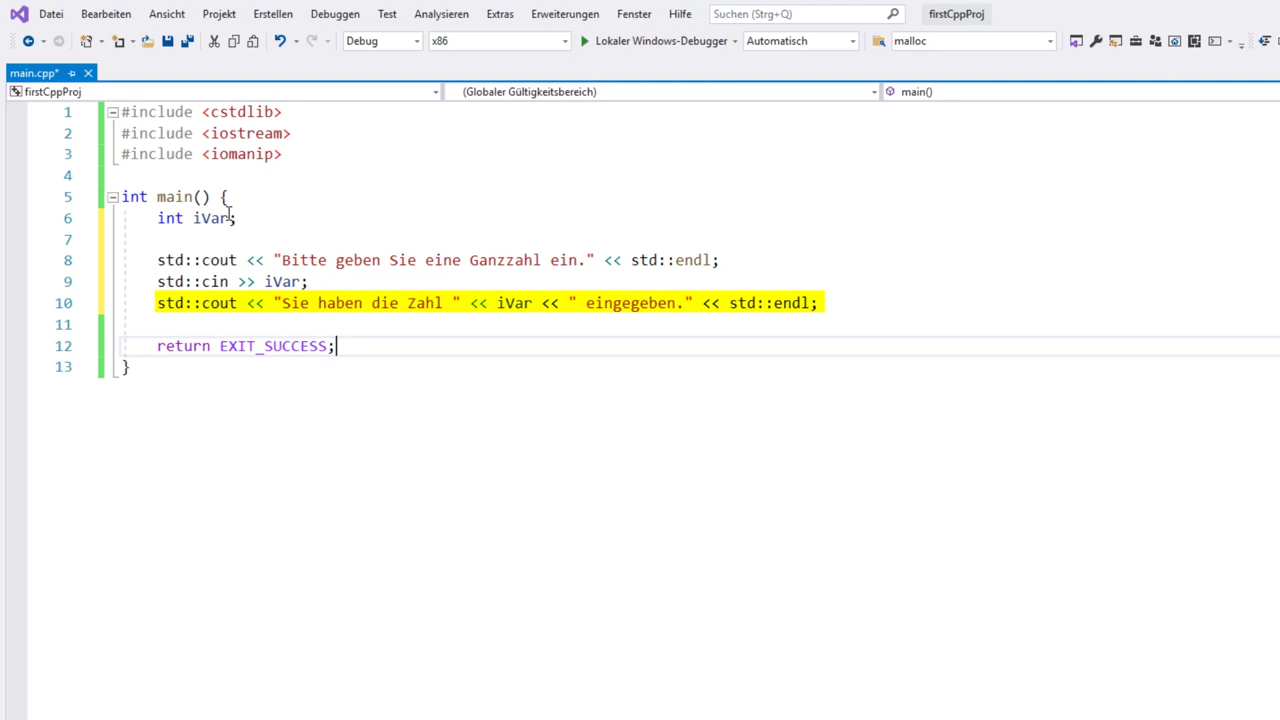 Datei Bearbeiten Ansicht Projekt Erstellen Debuggen Test Analysieren Extras Erweiterungen Fenster Hilfe Suchen (Strg+Q) firstCppProj
Debug x86 Lokaler Windows-Debugger Automatisch malloc
main.cpp*
firstCppProj (Globaler Gültigkeitsbereich) main()
1 #include <cstdlib>
2 #include <iostream>
3 #include <iomanip>
4
5 int main() {
6 int iVar;
7
8 std::cout << "Bitte geben Sie eine Ganzzahl ein." << std::endl;
9 std::cin >> iVar;
10 std::cout << "Sie haben die Zahl " << iVar << " eingegeben." << std::endl;
11
12 return EXIT_SUCCESS;
13 }